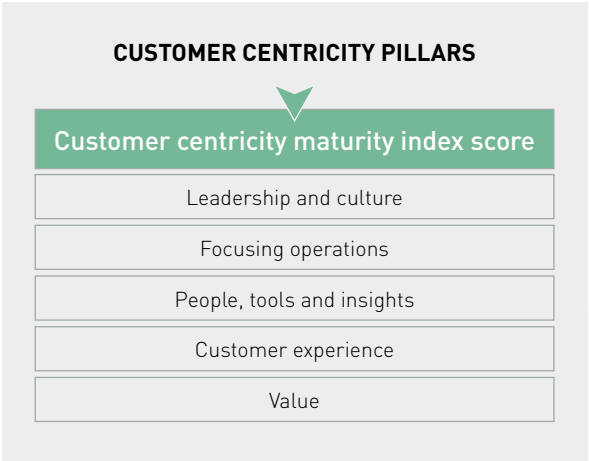 CUSTOMER CENTRICITY PILLARS
Customer centricity maturity index score
Leadership and culture
Focusing operations
People, tools and insights
Customer experience
Value